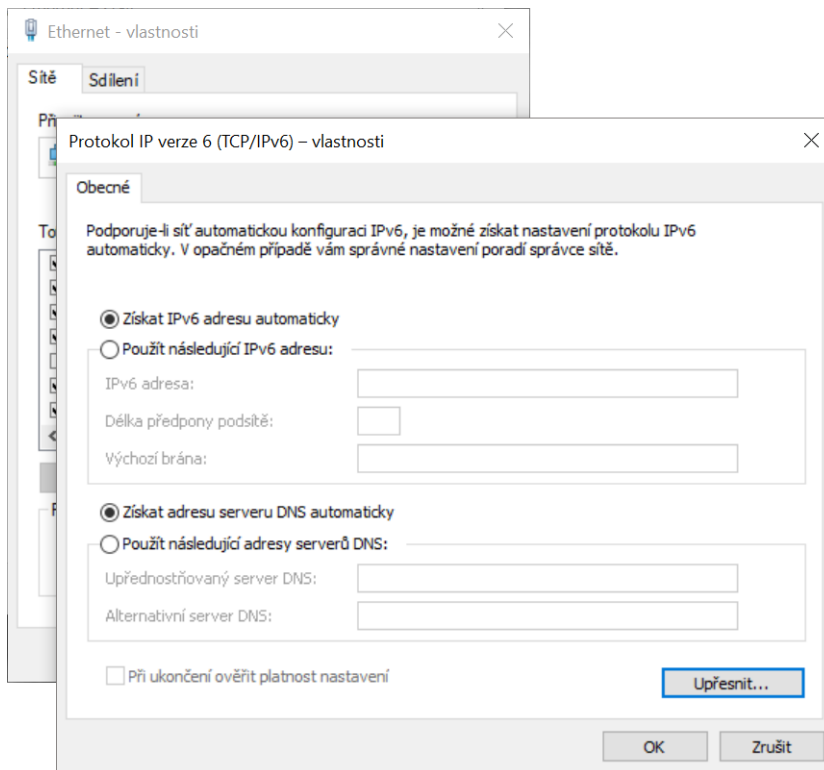 Ethernet - vlastnosti
Sítě
Sdílení
Protokol IP verze 6 (TCP/IPv6) – vlastnosti
Obecné
Podporuje-li síť automatickou konfiguraci IPv6, je možné získat nastavení protokolu IPv6
automaticky. V opačném případě vám správné nastavení poradí správce sítě.
Získat IPv6 adresu automaticky
Použít následující IPv6 adresu:
IPv6 adresa:
Délka předpony podsítě:
Výchozí brána:
Získat adresu serveru DNS automaticky
Použít následující adresy serverů DNS:
Upřednostňovaný server DNS:
Alternativní server DNS:
Při ukončení ověřit platnost nastavení
Upřesnit...
OK
Zrušit